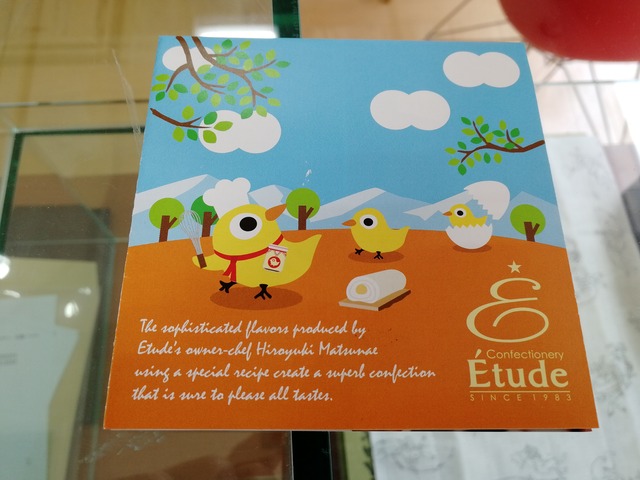 The sophisticated flavors produced by
Étude's owner-chef Hiroyuki Matsunae
using a special recipe create a superb confection
that is sure to please all tastes.
É
Confectionery
Étude
SINCE 1983